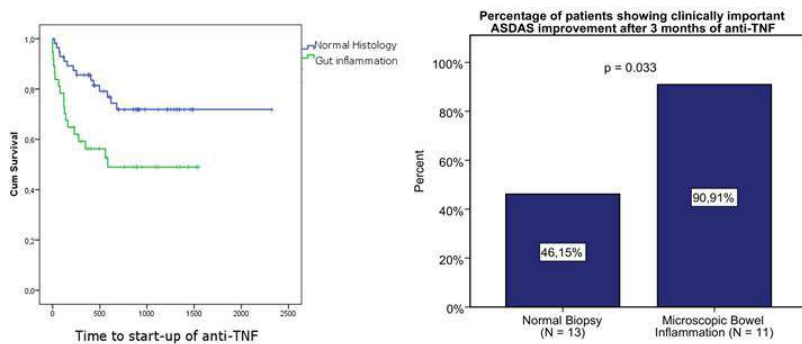 Cum Survival
1,0
0,8
0,6
0,4
0,2
0,0
0
500
1000
1500
2000
2500
Time to start-up of anti-TNF
Normal Histology
Gut inflammation
Percentage of patients showing clinically important
ASDAS improvement after 3 months of anti-TNF
p = 0.033
Percent
100%
80%
60%
40%
20%
0%
46,15%
90,91%
Normal Biopsy
(N = 13)
Microscopic Bowel
Inflammation (N = 11)